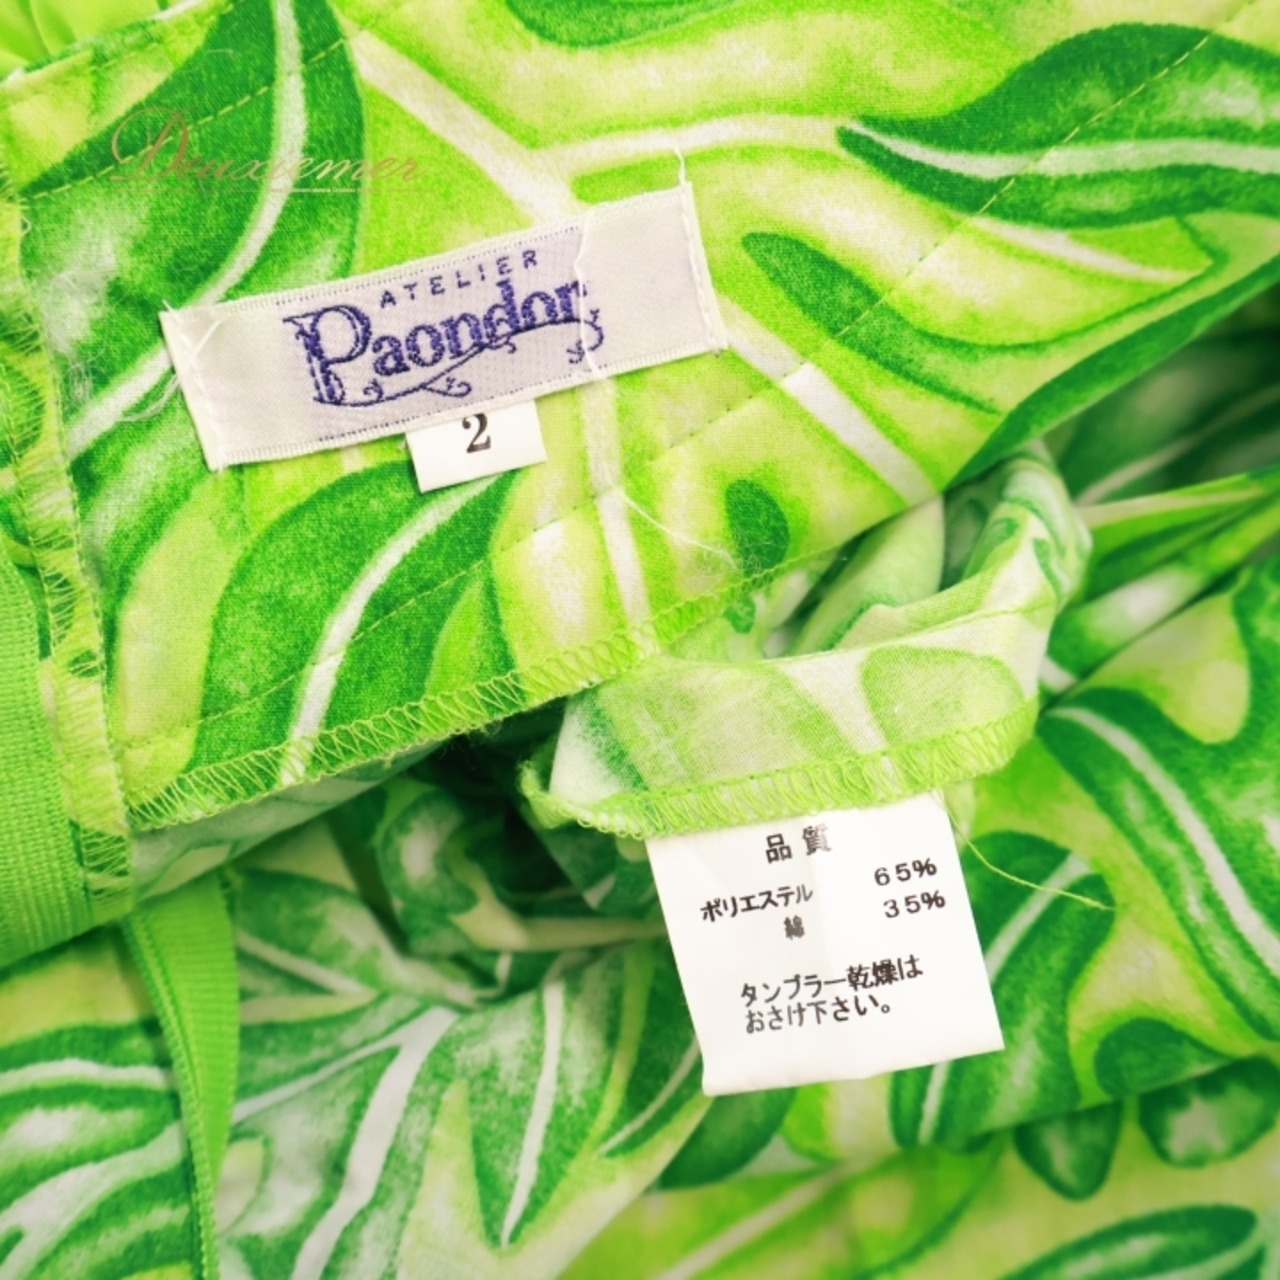 Deuxiemer
ATELIER
Paondor
2
品質
ポリエステル 65%
綿 35%
タンブラー乾燥は
おさけ下さい。